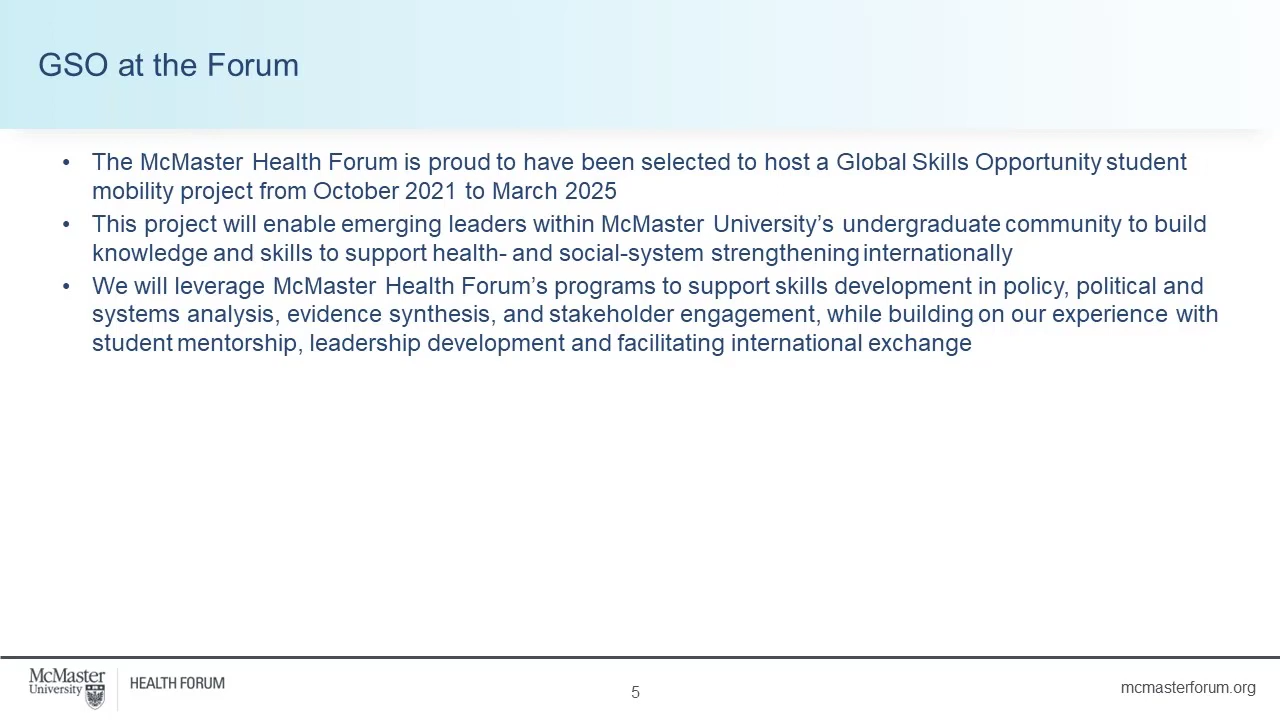 GSO at the Forum
• The McMaster Health Forum is proud to have been selected to host a Global Skills Opportunity student
mobility project from October 2021 to March 2025
• This project will enable emerging leaders within McMaster University’s undergraduate community to build
knowledge and skills to support health- and social-system strengthening internationally
• We will leverage McMaster Health Forum’s programs to support skills development in policy, political and
systems analysis, evidence synthesis, and stakeholder engagement, while building on our experience with
student mentorship, leadership development and facilitating international exchange
McMaster
University
HEALTH FORUM
5
mcmasterforum.org